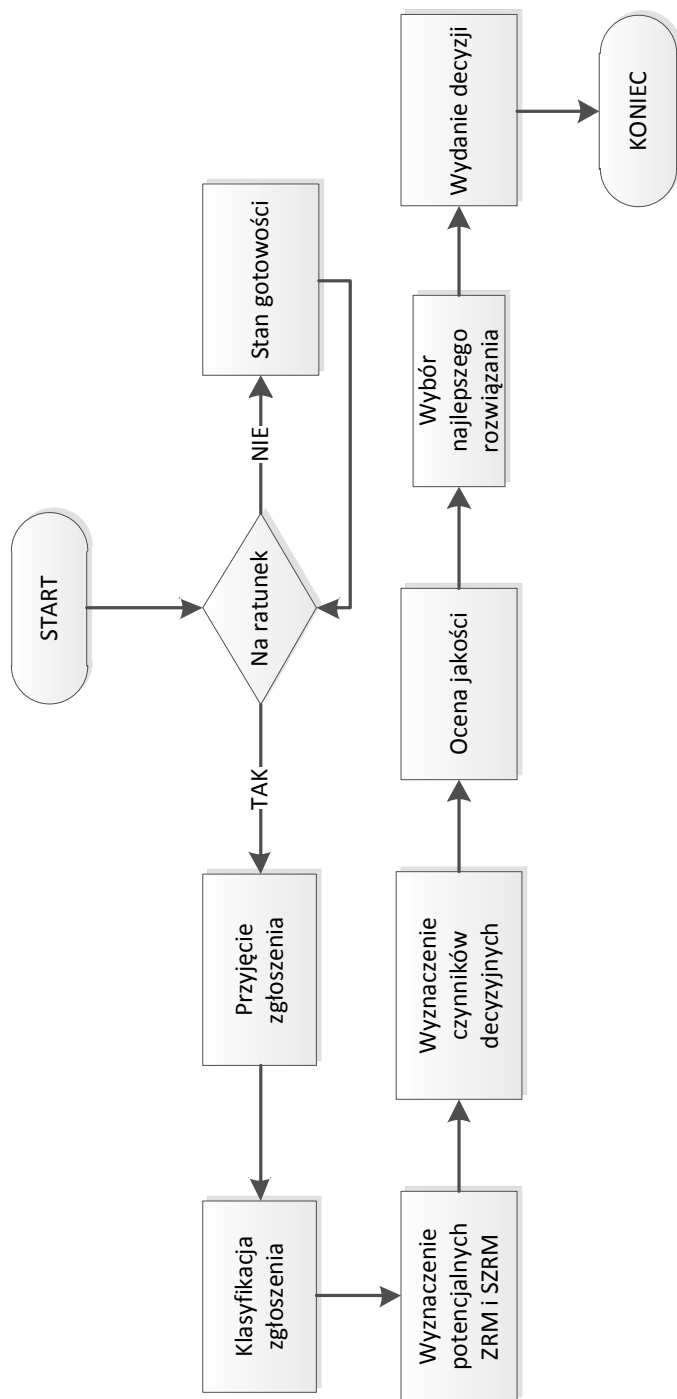 START
Na ratunek
NIE
Stan gotowości
TAK
Przyjęcie
zgłoszenia
Klasyfikacja
zgłoszenia
Wyznaczenie
potencjalnych
ZRM i SZRM
Wyznaczenie
czynników
decyzyjnych
Ocena jakości
Wybór
najlepszego
rozwiązania
Wydanie decyzji
KONIEC